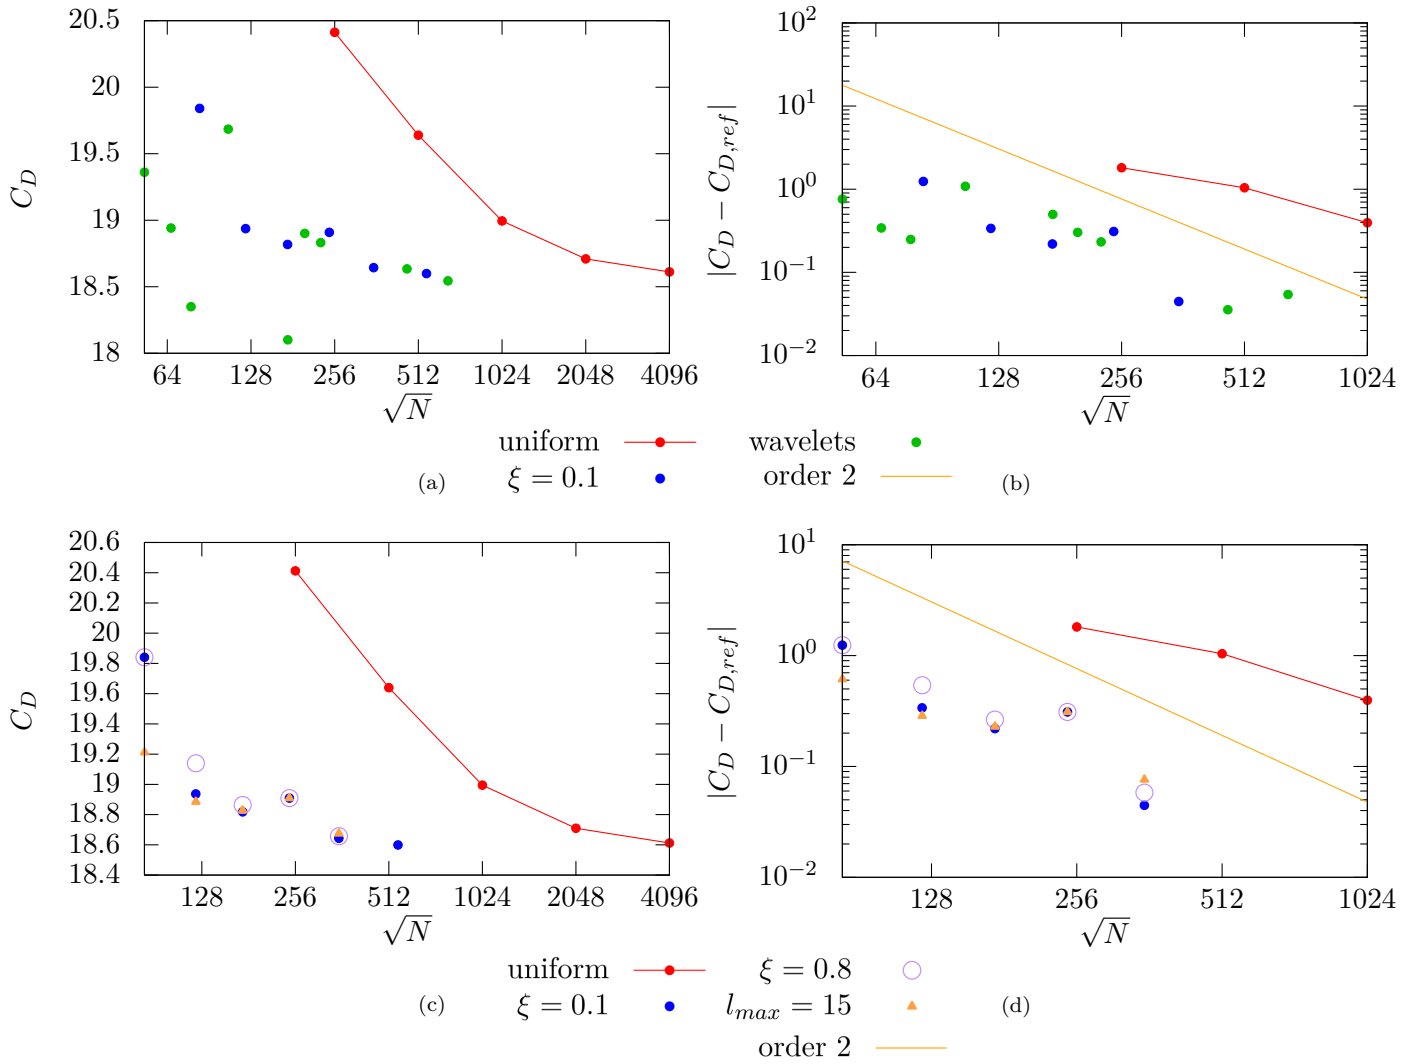 20.5
20
19.5
19
18.5
18
C_D
64 128 256 512 1024 2048 4096
√N
10^2
10^1
10^0
10^-1
10^-2
|C_D − C_{D,ref}|
64 128 256 512 1024
√N
uniform wavelets
ξ = 0.1 order 2
(a) (b)
20.6
20.4
20.2
20
19.8
19.6
19.4
19.2
19
18.8
18.6
18.4
C_D
128 256 512 1024 2048 4096
√N
10^1
10^0
10^-1
10^-2
|C_D − C_{D,ref}|
128 256 512 1024
√N
uniform ξ = 0.8
ξ = 0.1 l_{max} = 15
order 2
(c) (d)